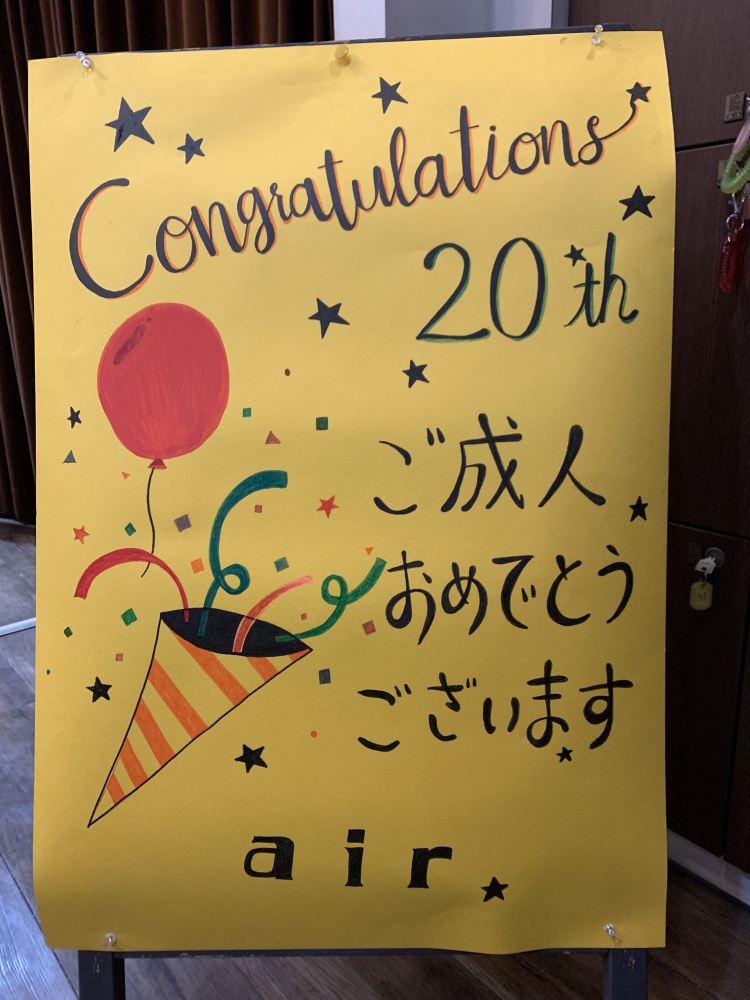 Congratulations
20th
ご成人
おめでとう
ございます
air